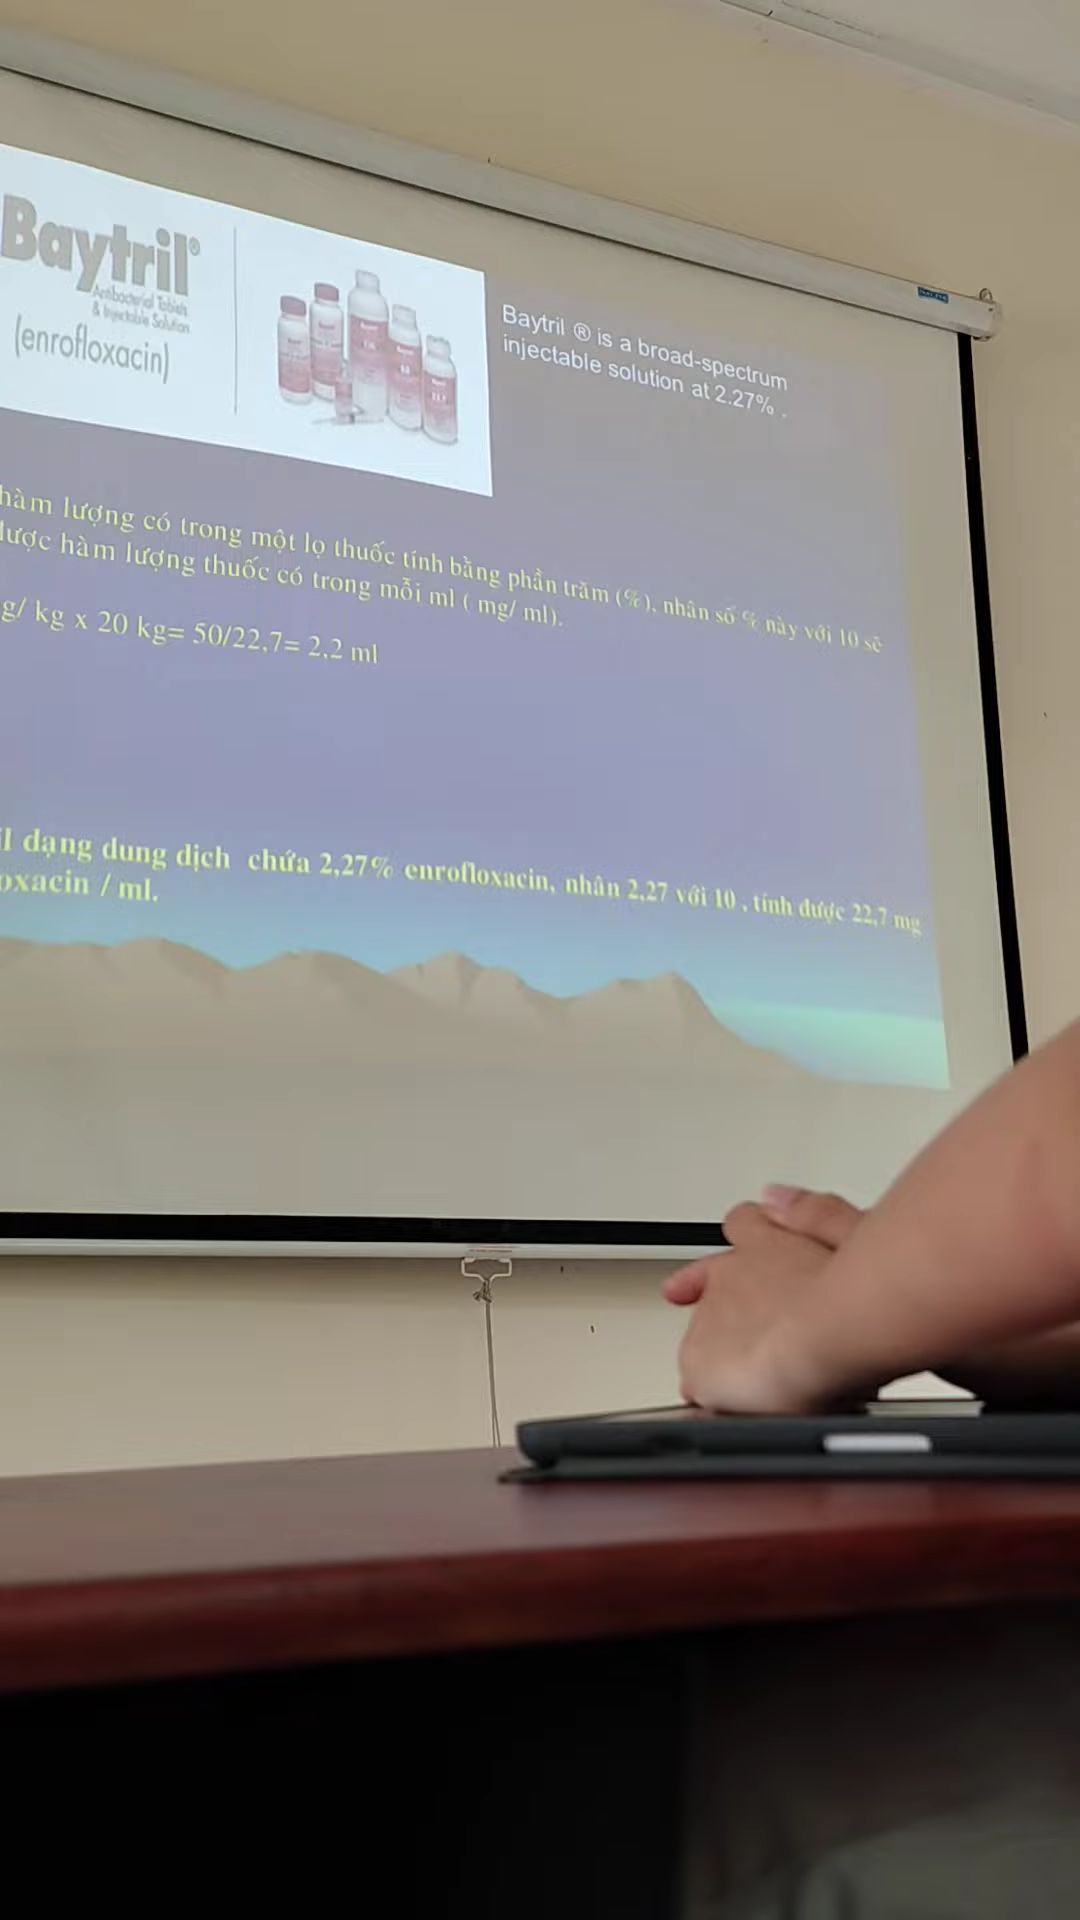 Baytril®
Antibacterial Tablets
& Injectable Solution
(enrofloxacin)
Baytril ® is a broad-spectrum
injectable solution at 2.27% .
hàm lượng có trong một lọ thuốc tính bằng phần trăm (%), nhân số % này với 10 sẽ
lược hàm lượng thuốc có trong mỗi ml ( mg/ ml).
g/ kg x 20 kg= 50/22,7= 2,2 ml
il dạng dung dịch chứa 2,27% enrofloxacin, nhân 2,27 với 10 , tính được 22,7 mg
oxacin / ml.